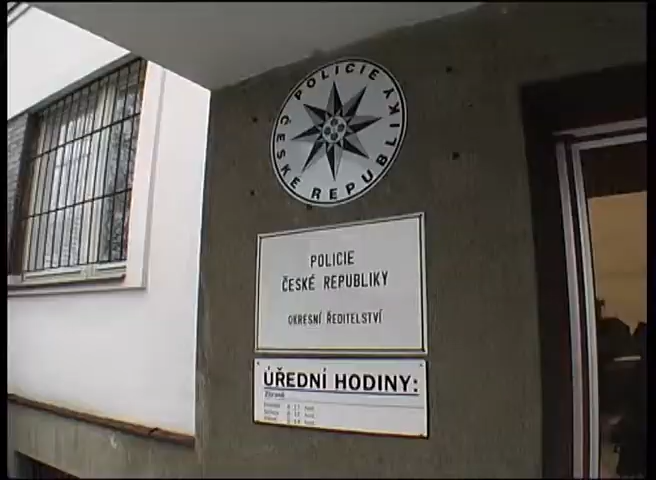 POLICIE ČESKÉ REPUBLIKY
POLICIE
ČESKÉ REPUBLIKY
OKRESNÍ ŘEDITELSTVÍ
ÚŘEDNÍ HODINY: